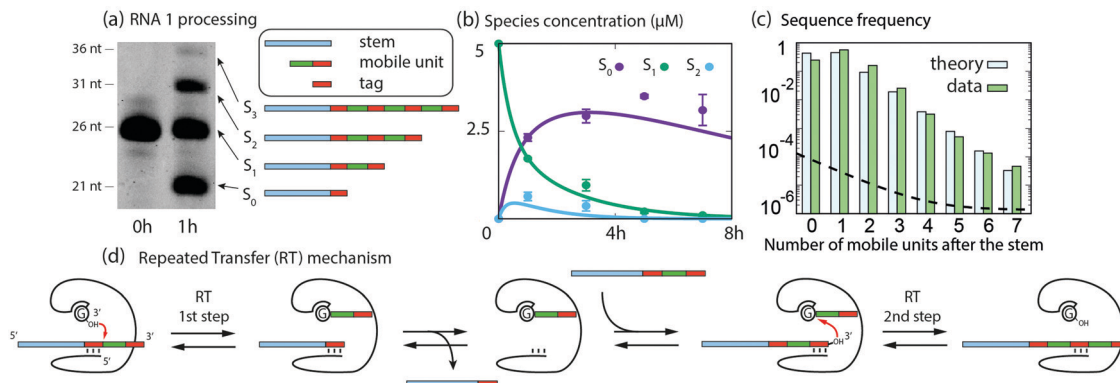 (a) RNA 1 processing
36 nt
31 nt
26 nt
21 nt
0h 1h
stem
mobile unit
tag
S3
S2
S1
S0
(b) Species concentration (µM)
5
2.5
0 4h 8h
S0 S1 S2
(c) Sequence frequency
1
10-2
10-4
10-6
theory
data
0 1 2 3 4 5 6 7
Number of mobile units after the stem
(d) Repeated Transfer (RT) mechanism
G
OH
3′
5′
3′
5′
RT
1st step
G
G
G
OH
3′
RT
2nd step
G
OH